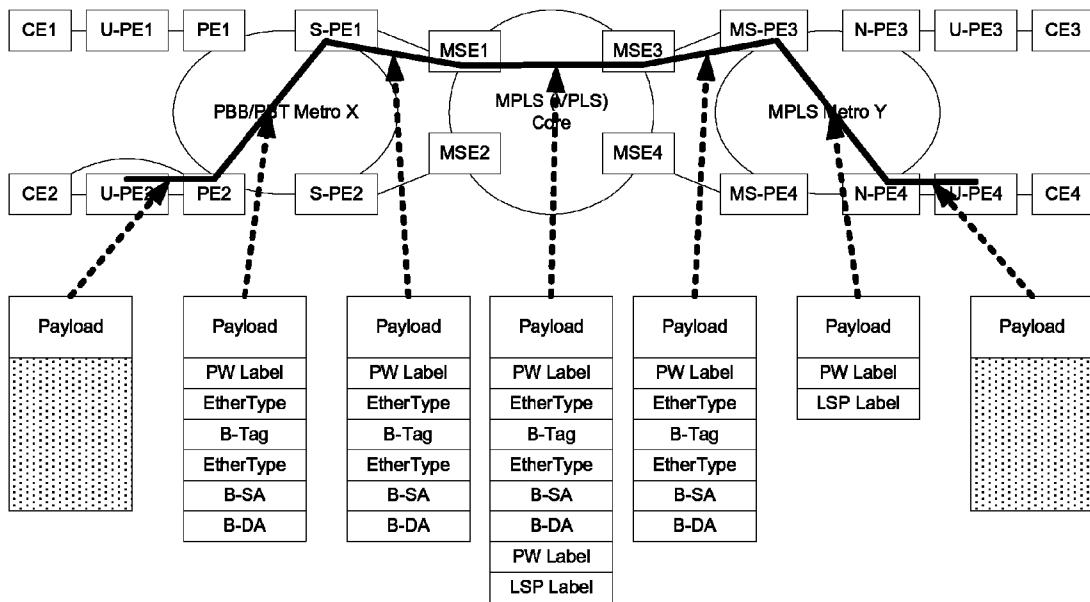 CE1 U-PE1 PE1 S-PE1 MSE1 MSE3 MS-PE3 N-PE3 U-PE3 CE3
PBB/PBT Metro X
MPLS (VPLS)
Core
MPLS Metro Y
MSE2 MSE4
CE2 U-PE2 PE2 S-PE2 MS-PE4 N-PE4 U-PE4 CE4
Payload Payload Payload Payload Payload Payload Payload
PW Label PW Label PW Label PW Label PW Label
EtherType EtherType EtherType EtherType LSP Label
B-Tag B-Tag B-Tag B-Tag
EtherType EtherType EtherType EtherType
B-SA B-SA B-SA B-SA
B-DA B-DA B-DA B-DA
PW Label
LSP Label